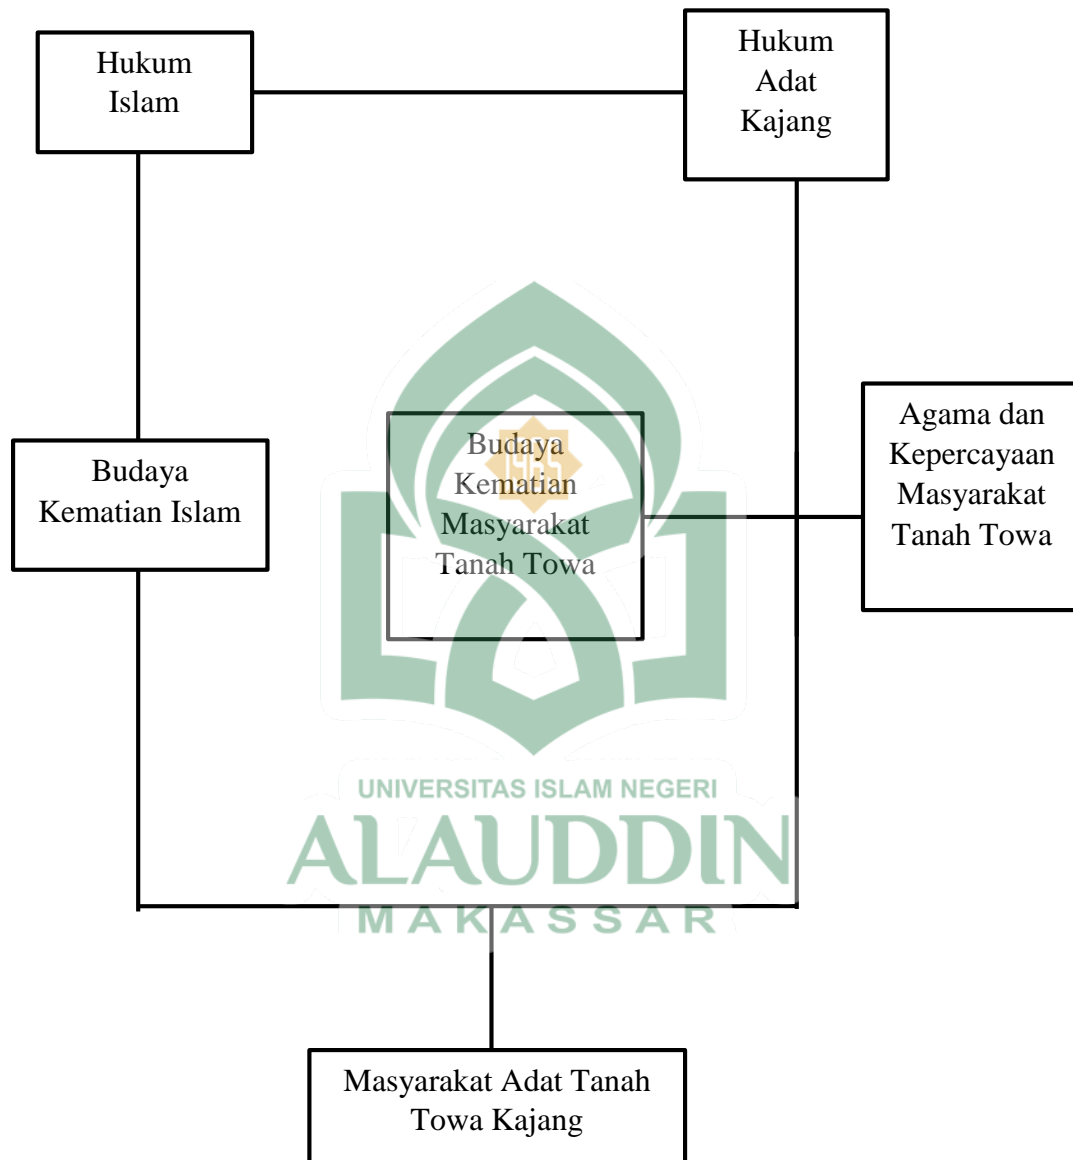 Hukum
Islam
Hukum
Adat
Kajang
Budaya
Kematian Islam
Budaya
Kematian
Masyarakat
Tanah Towa
1965
Agama dan
Kepercayaan
Masyarakat
Tanah Towa
UNIVERSITAS ISLAM NEGERI
ALAUDDIN
MAKASSAR
Masyarakat Adat Tanah
Towa Kajang